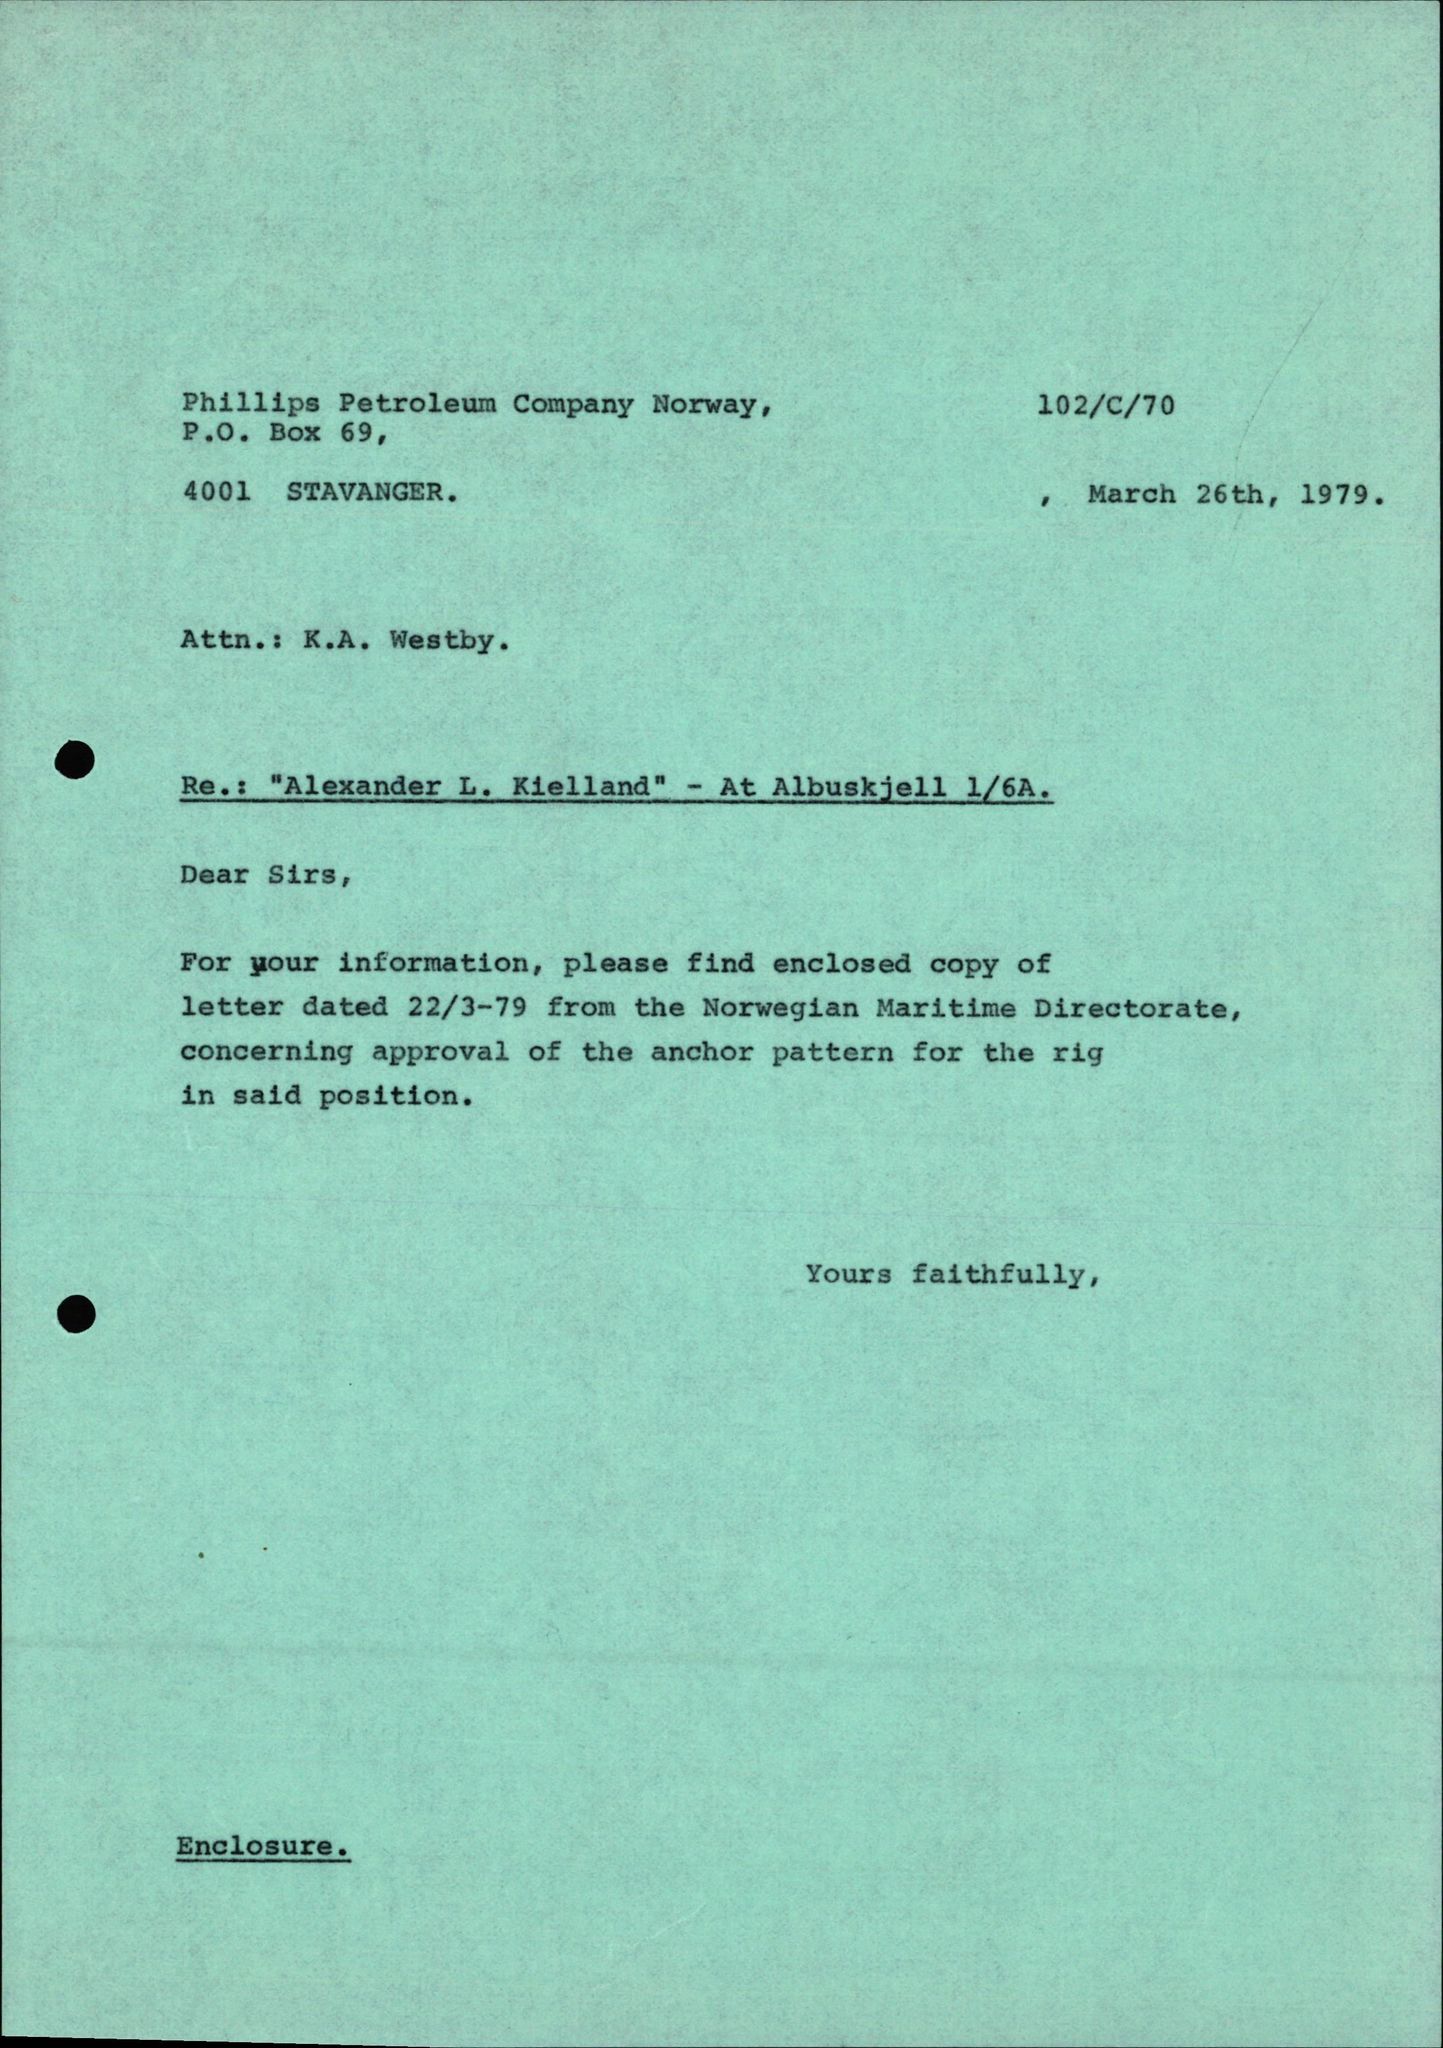 Phillips Petroleum Company Norway,
102/C/70
P.O. Box 69,
4001 STAVANGER.
, March 26th, 1979.
Attn.: K.A. Westby.
Re.: "Alexander L. Kielland" - At Albuskjell 1/6A.
Dear Sirs,
For your information, please find enclosed copy of
letter dated 22/3-79 from the Norwegian Maritime Directorate,
concerning approval of the anchor pattern for the rig
in said position.
Yours faithfully,
Enclosure.